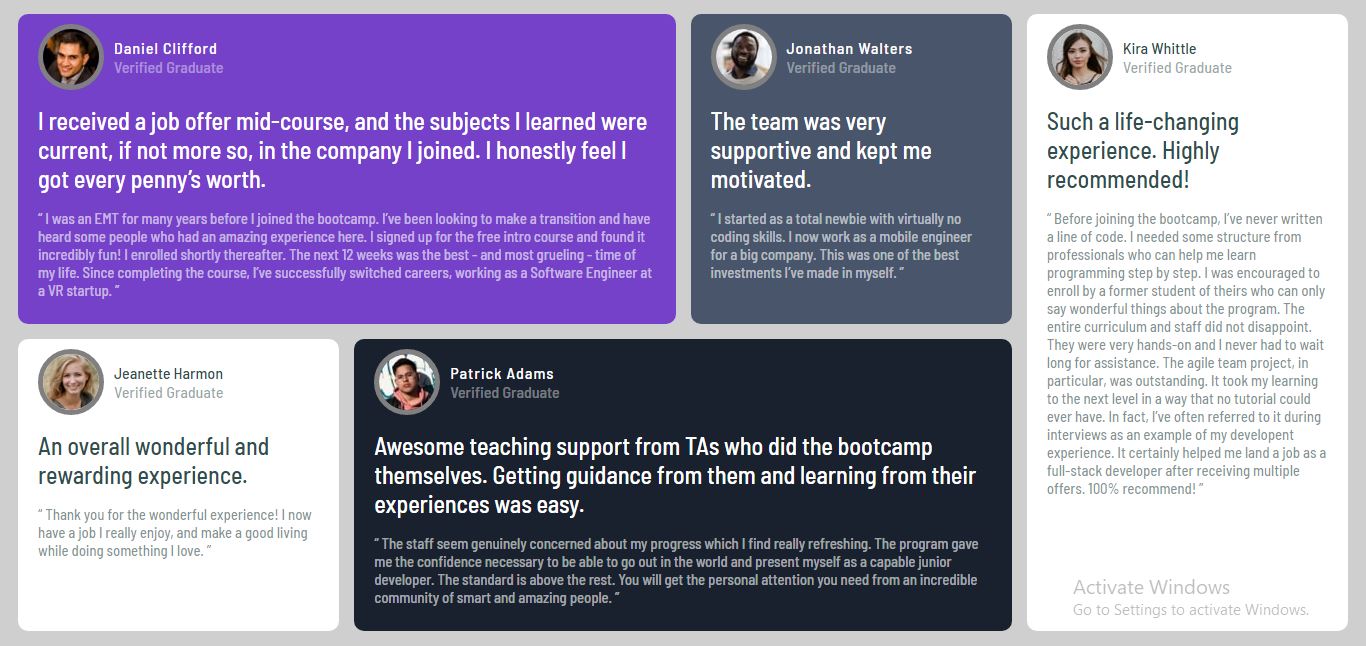 Daniel Clifford
Verified Graduate
I received a job offer mid-course, and the subjects I learned were
current, if not more so, in the company I joined. I honestly feel I
got every penny’s worth.
“ I was an EMT for many years before I joined the bootcamp. I’ve been looking to make a transition and have
heard some people who had an amazing experience here. I signed up for the free intro course and found it
incredibly fun! I enrolled shortly thereafter. The next 12 weeks was the best - and most grueling - time of
my life. Since completing the course, I’ve successfully switched careers, working as a Software Engineer at
a VR startup. ”
Jonathan Walters
Verified Graduate
The team was very
supportive and kept me
motivated.
“ I started as a total newbie with virtually no
coding skills. I now work as a mobile engineer
for a big company. This was one of the best
investments I’ve made in myself. ”
Kira Whittle
Verified Graduate
Such a life-changing
experience. Highly
recommended!
“ Before joining the bootcamp, I’ve never written
a line of code. I needed some structure from
professionals who can help me learn
programming step by step. I was encouraged to
enroll by a former student of theirs who can only
say wonderful things about the program. The
entire curriculum and staff did not disappoint.
They were very hands-on and I never had to wait
long for assistance. The agile team project, in
particular, was outstanding. It took my learning
to the next level in a way that no tutorial could
ever have. In fact, I’ve often referred to it during
interviews as an example of my developent
experience. It certainly helped me land a job as a
full-stack developer after receiving multiple
offers. 100% recommend! ”
Jeanette Harmon
Verified Graduate
An overall wonderful and
rewarding experience.
“ Thank you for the wonderful experience! I now
have a job I really enjoy, and make a good living
while doing something I love. ”
Patrick Adams
Verified Graduate
Awesome teaching support from TAs who did the bootcamp
themselves. Getting guidance from them and learning from their
experiences was easy.
“ The staff seem genuinely concerned about my progress which I find really refreshing. The program gave
me the confidence necessary to be able to go out in the world and present myself as a capable junior
developer. The standard is above the rest. You will get the personal attention you need from an incredible
community of smart and amazing people. ”
Activate Windows
Go to Settings to activate Windows.